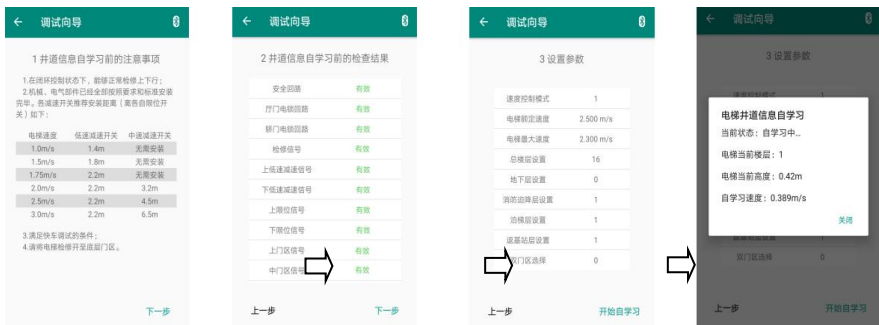 调试向导
1 井道信息自学习前的注意事项
1.在闭环控制状态下，能够正常检修上下行；
2.机械、电气部件已经全部按照要求和标准安装
完毕。各减速开关推荐安装距离（离各自限位开
关）如下：
电梯速度 低速减速开关 中速减速开关
1.0m/s 1.4m 无需安装
1.5m/s 1.8m 无需安装
1.75m/s 2.2m 无需安装
2.0m/s 2.2m 3.2m
2.5m/s 2.2m 4.5m
3.0m/s 2.2m 6.5m
3.满足快车调试的条件；
4.请将电梯检修开至底层门区。
下一步
调试向导
2 井道信息自学习前的检查结果
安全回路 有效
厅门电锁回路 有效
轿门电锁回路 有效
检修信号 有效
上低速减速信号 有效
下低速减速信号 有效
上限位信号 有效
下限位信号 有效
上门区信号 有效
中门区信号 有效
上一步 下一步
调试向导
3 设置参数
速度控制模式 1
电梯额定速度 2.500 m/s
电梯最大速度 2.300 m/s
总楼层设置 16
地下层设置 0
消防迫降层设置 1
泊梯层设置 1
返基站层设置 1
双门区选择 0
上一步 开始自学习
调试向导
3 设置参数
速度控制模式 1
电梯井道信息自学习
当前状态：自学习中...
电梯当前楼层：1
电梯当前高度：0.42m
自学习速度：0.389m/s
关闭
返基站层设置 1
双门区选择 0
上一步 开始自学习